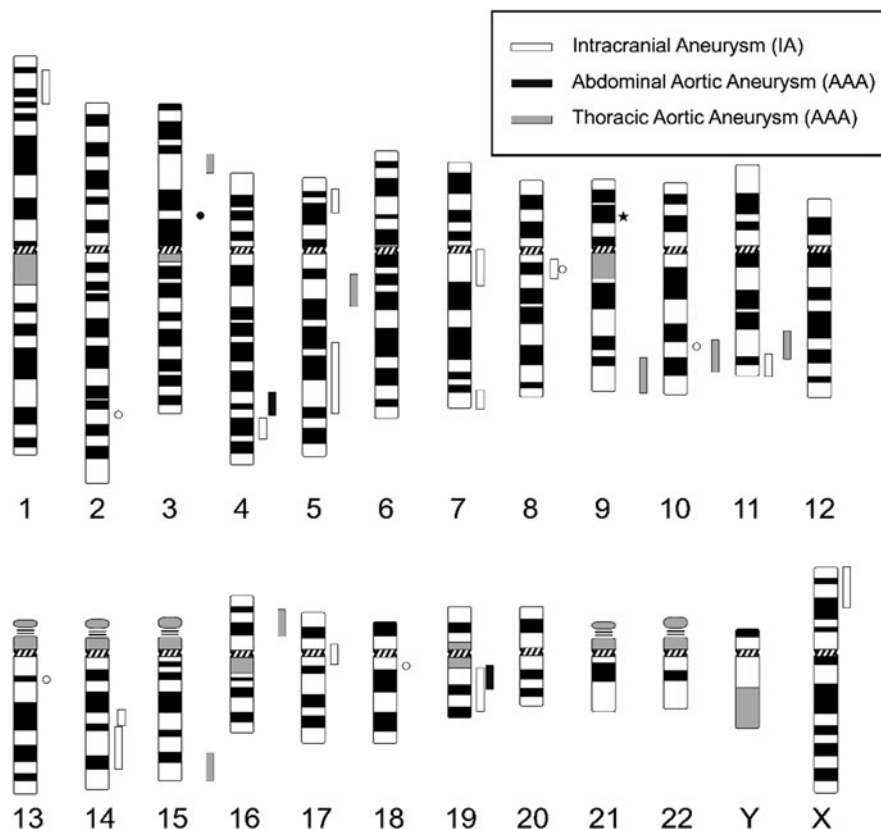 Intracranial Aneurysm (IA)
Abdominal Aortic Aneurysm (AAA)
Thoracic Aortic Aneurysm (AAA)
1 2 3 4 5 6 7 8 9 10 11 12
13 14 15 16 17 18 19 20 21 22 Y X